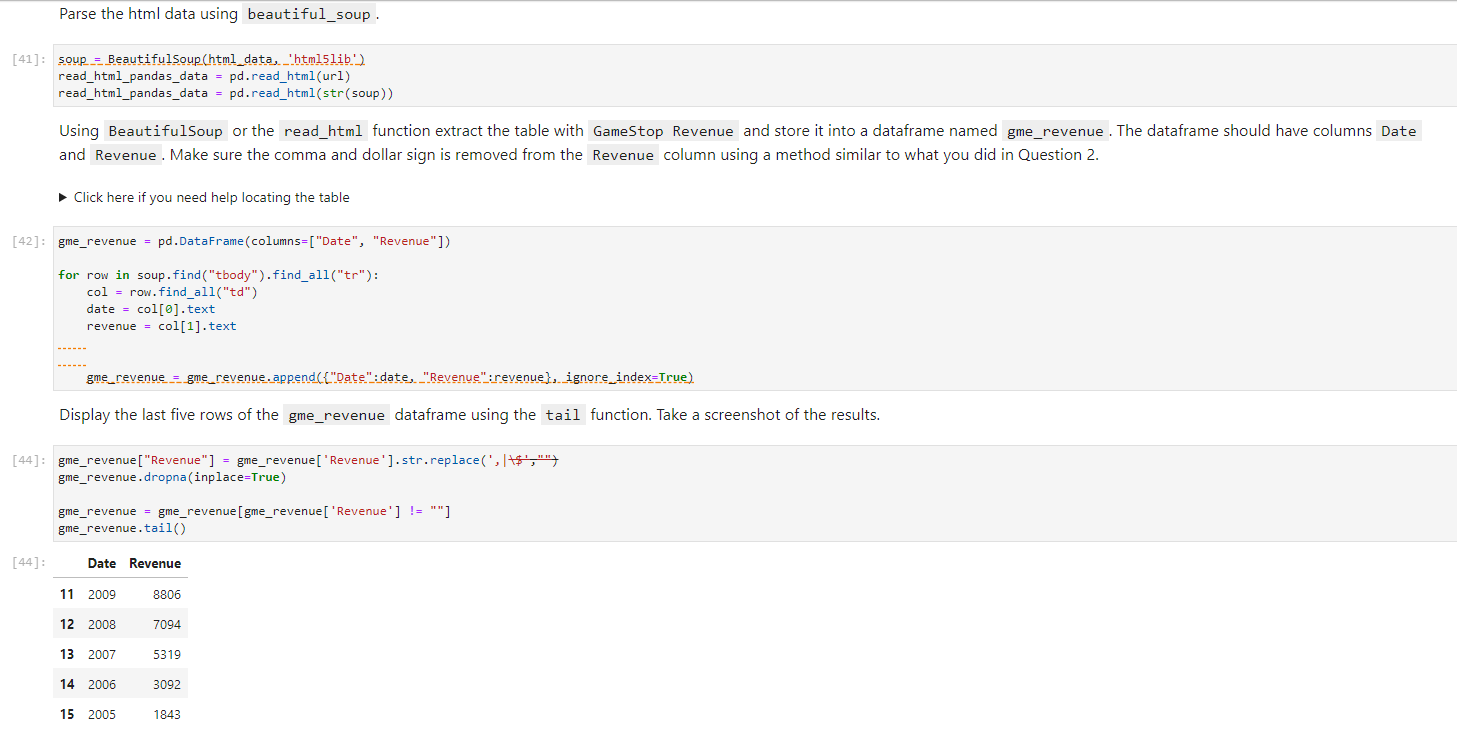 Parse the html data using beautiful_soup .
[41]: soup = BeautifulSoup(html_data, 'html5lib')
read_html_pandas_data = pd.read_html(url)
read_html_pandas_data = pd.read_html(str(soup))
Using BeautifulSoup or the read_html function extract the table with GameStop Revenue and store it into a dataframe named gme_revenue . The dataframe should have columns Date
and Revenue . Make sure the comma and dollar sign is removed from the Revenue column using a method similar to what you did in Question 2.
▶ Click here if you need help locating the table
[42]: gme_revenue = pd.DataFrame(columns=["Date", "Revenue"])
for row in soup.find("tbody").find_all("tr"):
    col = row.find_all("td")
    date = col[0].text
    revenue = col[1].text
    gme_revenue = gme_revenue.append({"Date":date, "Revenue":revenue}, ignore_index=True)
Display the last five rows of the gme_revenue dataframe using the tail function. Take a screenshot of the results.
[44]: gme_revenue["Revenue"] = gme_revenue['Revenue'].str.replace(',|\$',"")
gme_revenue.dropna(inplace=True)
gme_revenue = gme_revenue[gme_revenue['Revenue'] != ""]
gme_revenue.tail()
[44]: Date Revenue
11 2009 8806
12 2008 7094
13 2007 5319
14 2006 3092
15 2005 1843